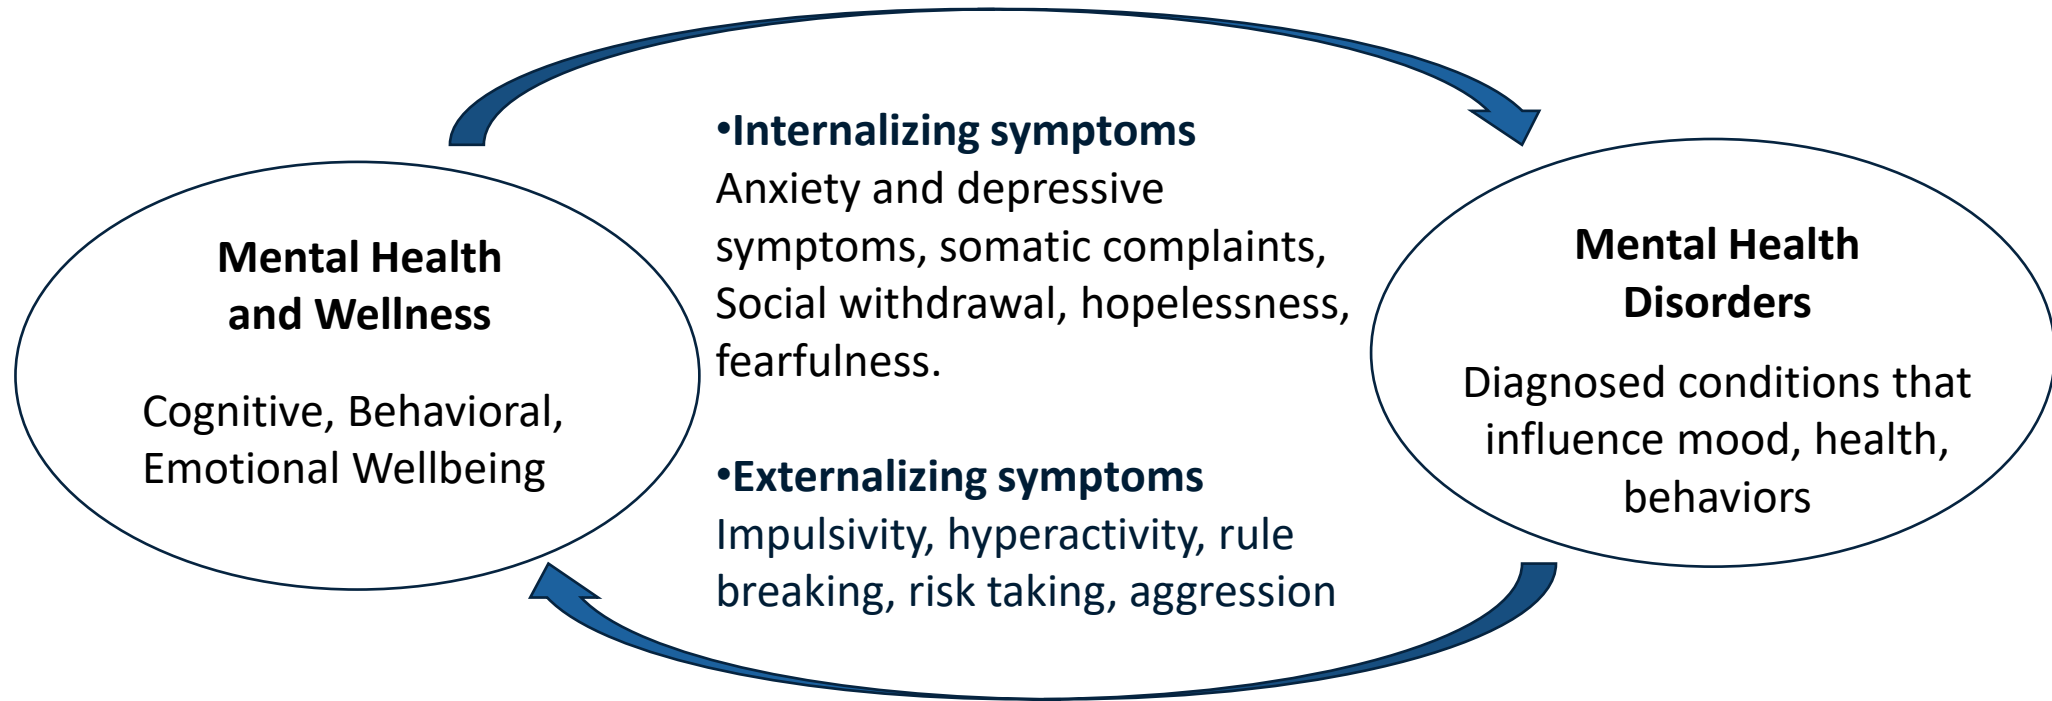 Mental Health
and Wellness
Cognitive, Behavioral,
Emotional Wellbeing
•Internalizing symptoms
Anxiety and depressive
symptoms, somatic complaints,
Social withdrawal, hopelessness,
fearfulness.
•Externalizing symptoms
Impulsivity, hyperactivity, rule
breaking, risk taking, aggression
Mental Health
Disorders
Diagnosed conditions that
influence mood, health,
behaviors